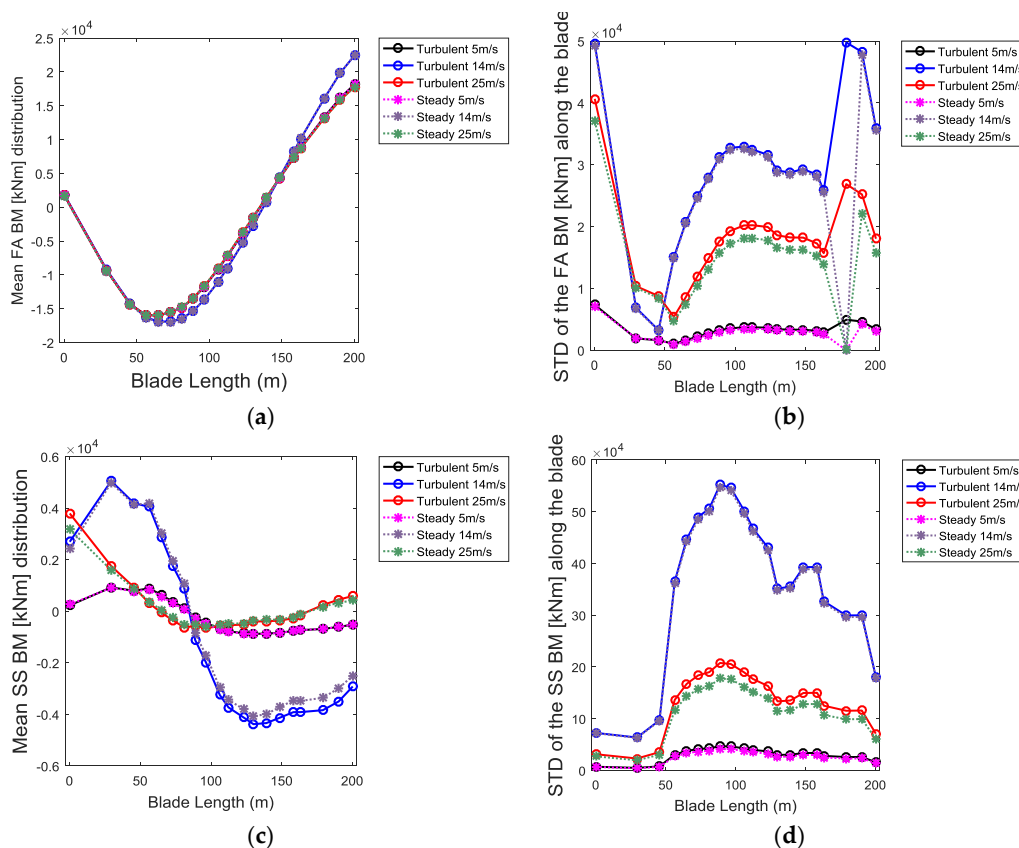 (a)
×10⁴
Mean FA BM [kNm] distribution
2.5
2
1.5
1
0.5
0
-0.5
-1
-1.5
-2
0 50 100 150 200
Blade Length (m)
Turbulent 5m/s
Turbulent 14m/s
Turbulent 25m/s
Steady 5m/s
Steady 14m/s
Steady 25m/s
(a)
(b)
×10⁴
STD of the FA BM [kNm] along the blade
5
4
3
2
1
0
0 50 100 150 200
Blade Length (m)
Turbulent 5m/s
Turbulent 14m/s
Turbulent 25m/s
Steady 5m/s
Steady 14m/s
Steady 25m/s
(b)
×10⁴
Mean SS BM [kNm] distribution
0.6
0.4
0.2
0
-0.2
-0.4
-0.6
0 50 100 150 200
Blade Length (m)
Turbulent 5m/s
Turbulent 14m/s
Turbulent 25m/s
Steady 5m/s
Steady 14m/s
Steady 25m/s
(c)
×10⁴
STD of the SS BM [kNm] along the blade
60
50
40
30
20
10
0
0 50 100 150 200
Blade Length (m)
Turbulent 5m/s
Turbulent 14m/s
Turbulent 25m/s
Steady 5m/s
Steady 14m/s
Steady 25m/s
(d)